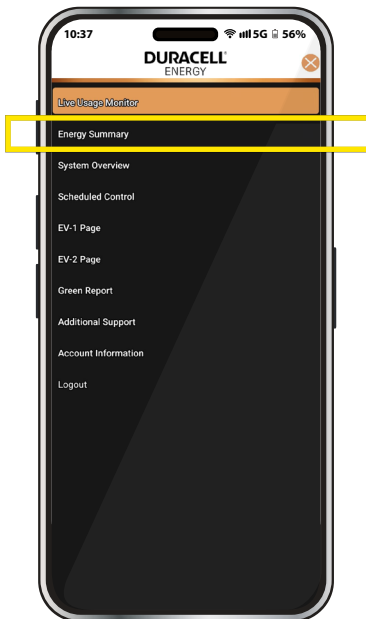 10:37 5G 56%
DURACELL
ENERGY
Live Usage Monitor
Energy Summary
System Overview
Scheduled Control
EV-1 Page
EV-2 Page
Green Report
Additional Support
Account Information
Logout